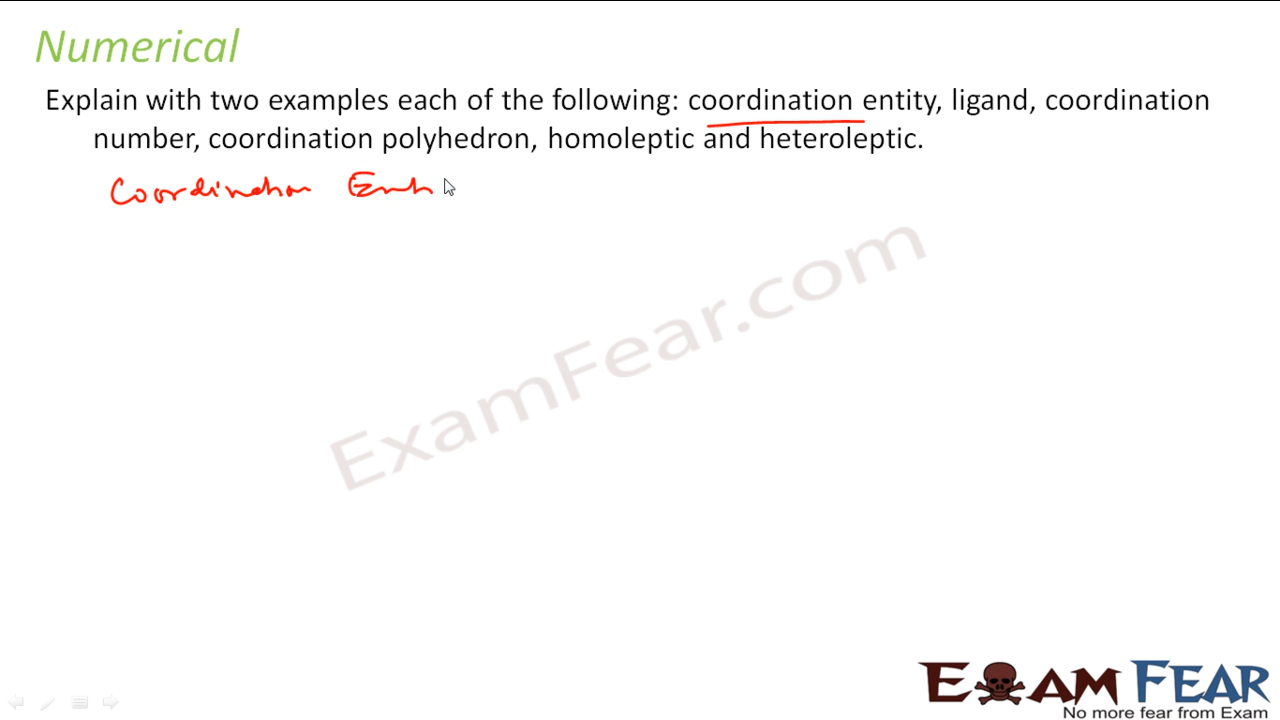 Numerical
Explain with two examples each of the following: coordination entity, ligand, coordination
number, coordination polyhedron, homoleptic and heteroleptic.
Coordination Enti
ExamFear.com
EXAM FEAR
No more fear from Exam